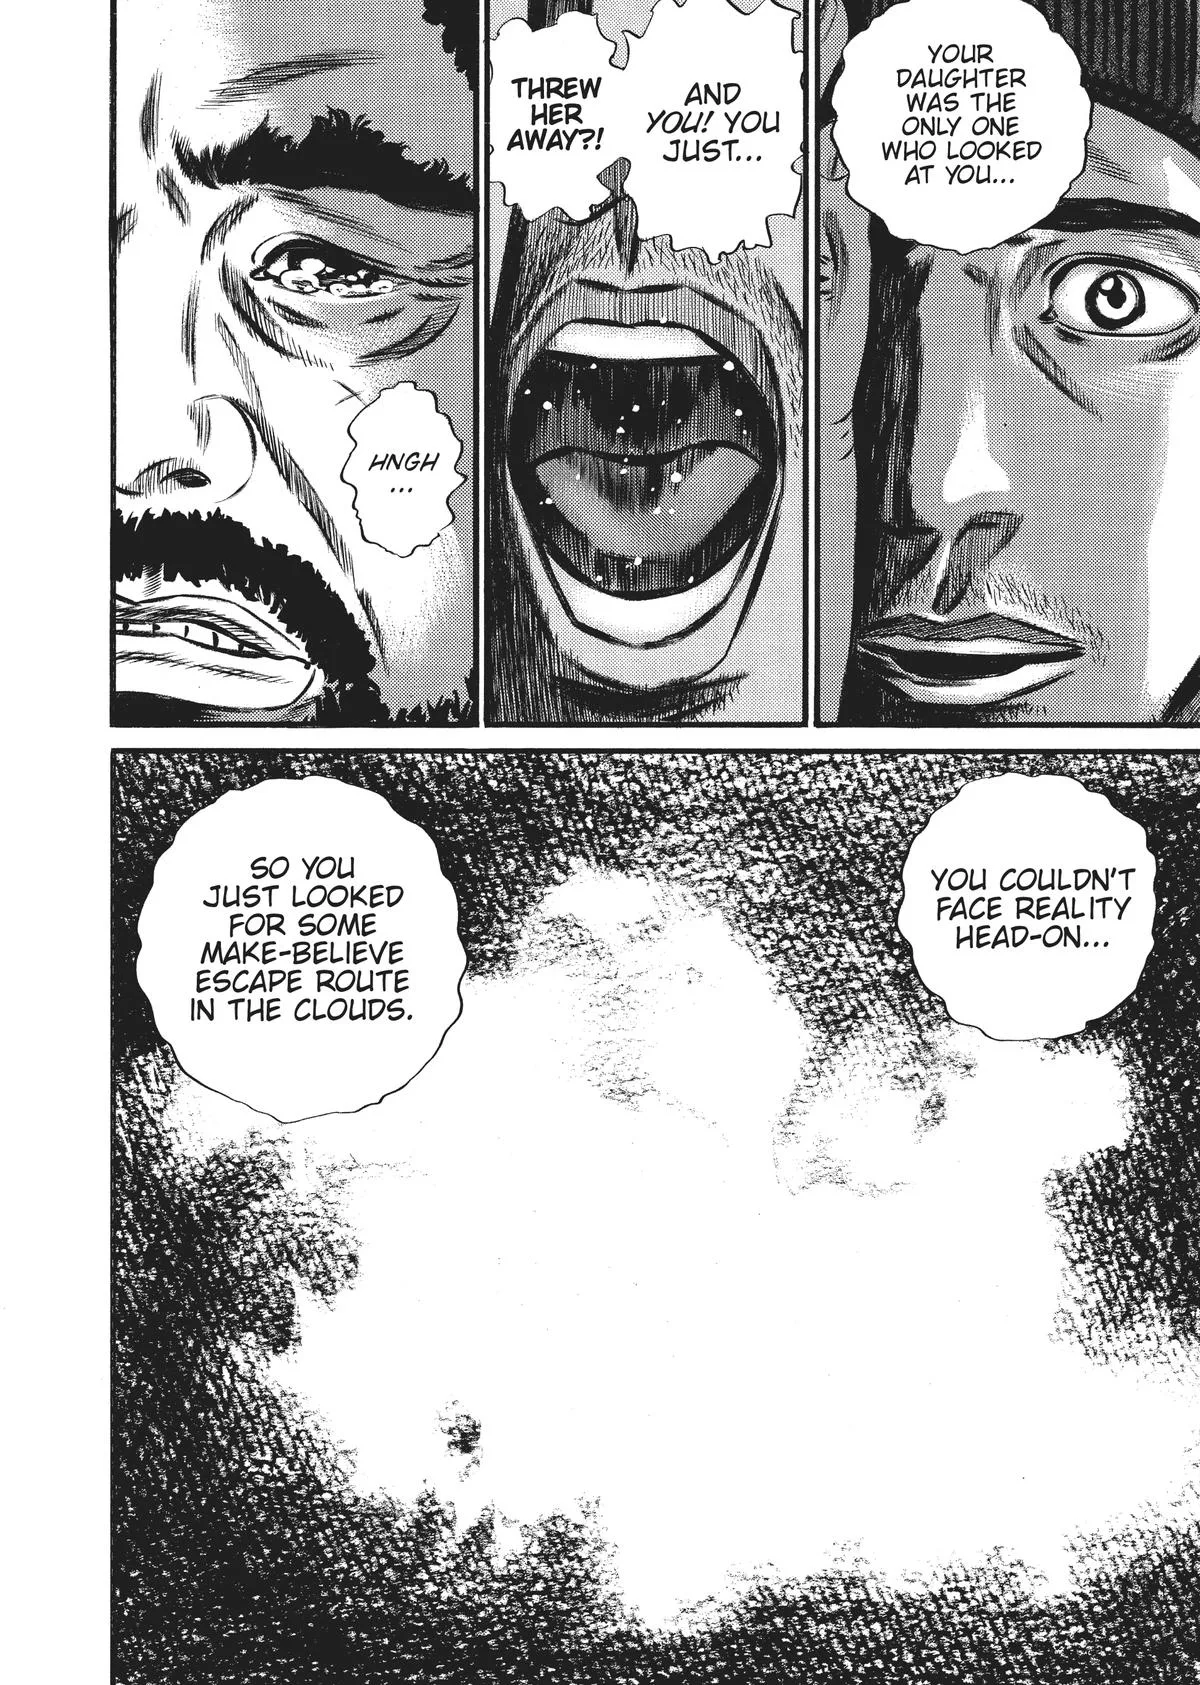 YOUR
DAUGHTER
WAS THE
ONLY ONE
WHO LOOKED
AT YOU...
AND
YOU! YOU
JUST...
THREW
HER
AWAY?!
HNGH
...
YOU COULDN'T
FACE REALITY
HEAD-ON...
SO YOU
JUST LOOKED
FOR SOME
MAKE-BELIEVE
ESCAPE ROUTE
IN THE CLOUDS.